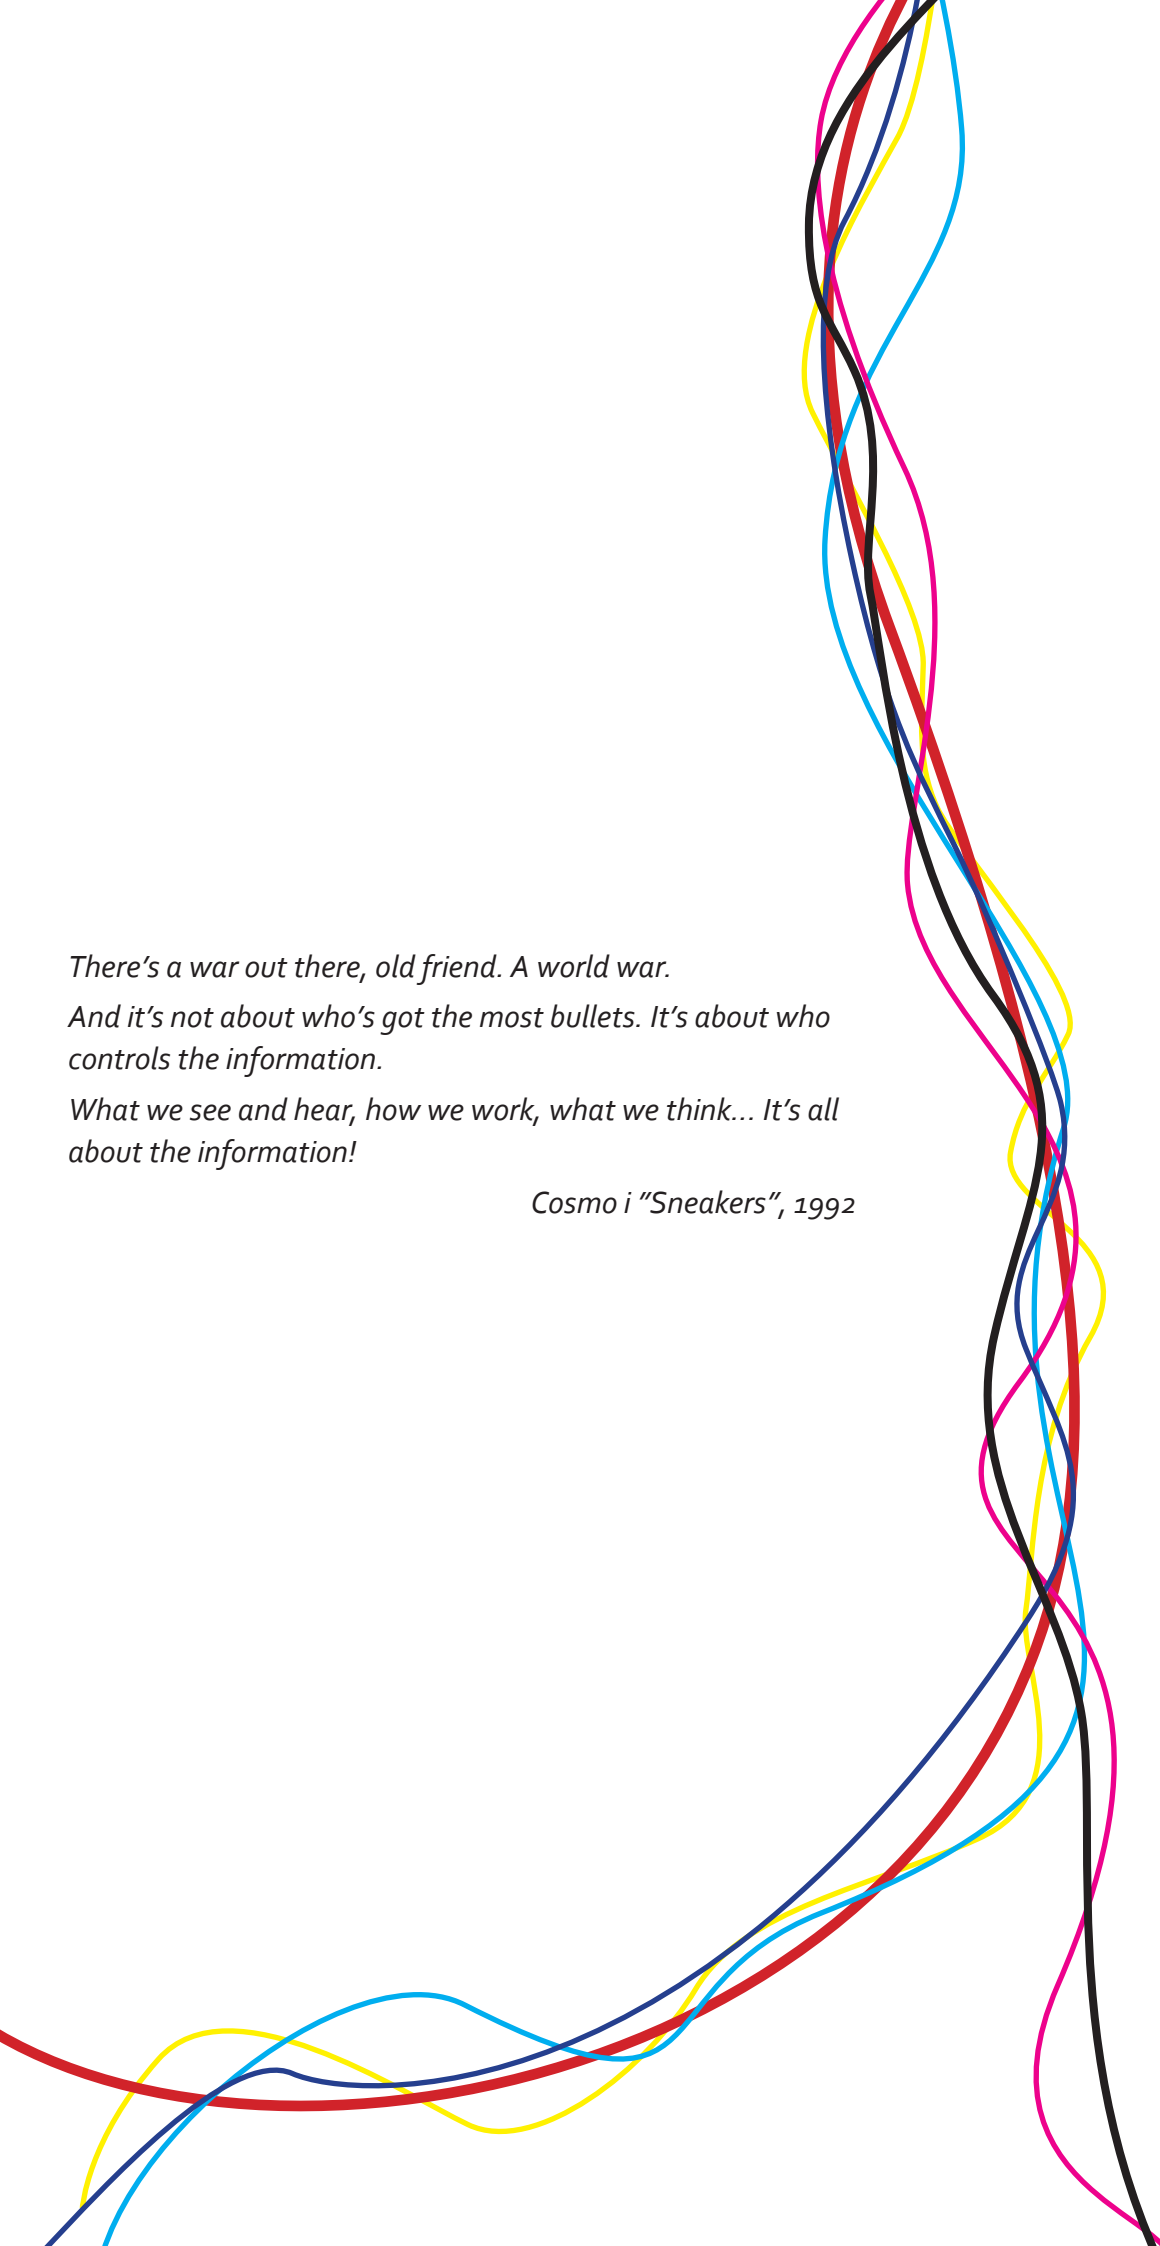 There’s a war out there, old friend. A world war.
And it’s not about who’s got the most bullets. It’s about who
controls the information.
What we see and hear, how we work, what we think… It’s all
about the information!
Cosmo i ”Sneakers”, 1992